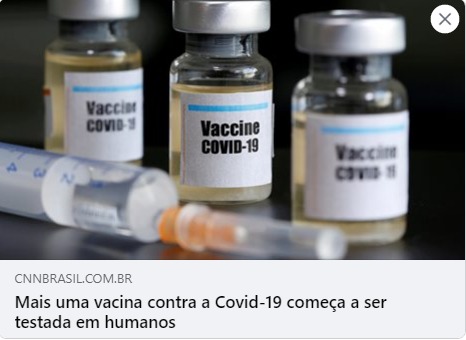 Vaccine
COVID-19
Vaccine
COVID-19
Vaccine
COVID-19
CNNBRASIL.COM.BR
Mais uma vacina contra a Covid-19 começa a ser
testada em humanos